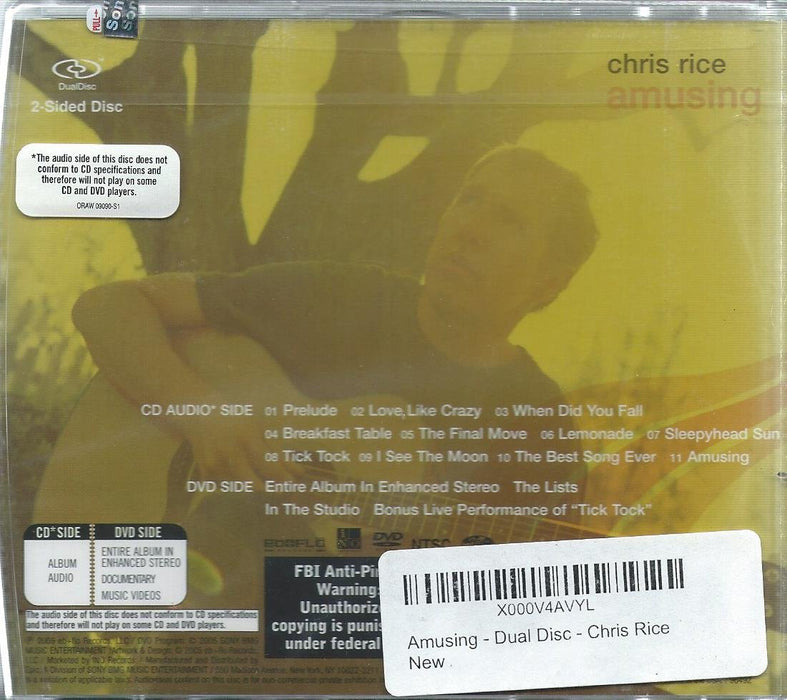 PULL
Son
DualDisc
2-Sided Disc
chris rice
amusing
*The audio side of this disc does not
conform to CD specifications and
therefore will not play on some
CD and DVD players.
DRAW 09090-S1
CD AUDIO* SIDE 01 Prelude 02 Love, Like Crazy 03 When Did You Fall
04 Breakfast Table 05 The Final Move 06 Lemonade 07 Sleepyhead Sun
08 Tick Tock 09 I See The Moon 10 The Best Song Ever 11 Amusing
DVD SIDE Entire Album In Enhanced Stereo The Lists
In The Studio Bonus Live Performance of "Tick Tock"
CD* SIDE DVD SIDE
ALBUM
AUDIO
ENTIRE ALBUM IN
ENHANCED STEREO
DOCUMENTARY
MUSIC VIDEOS
The audio side of this disc does not conform to CD specifications
and therefore will not play on some CD and DVD players.
DVD NTSC
FBI Anti-Pi
Warning:
Unauthoriz
copying is punis
under federal
X000V4AVYL
Amusing - Dual Disc - Chris Rice
New